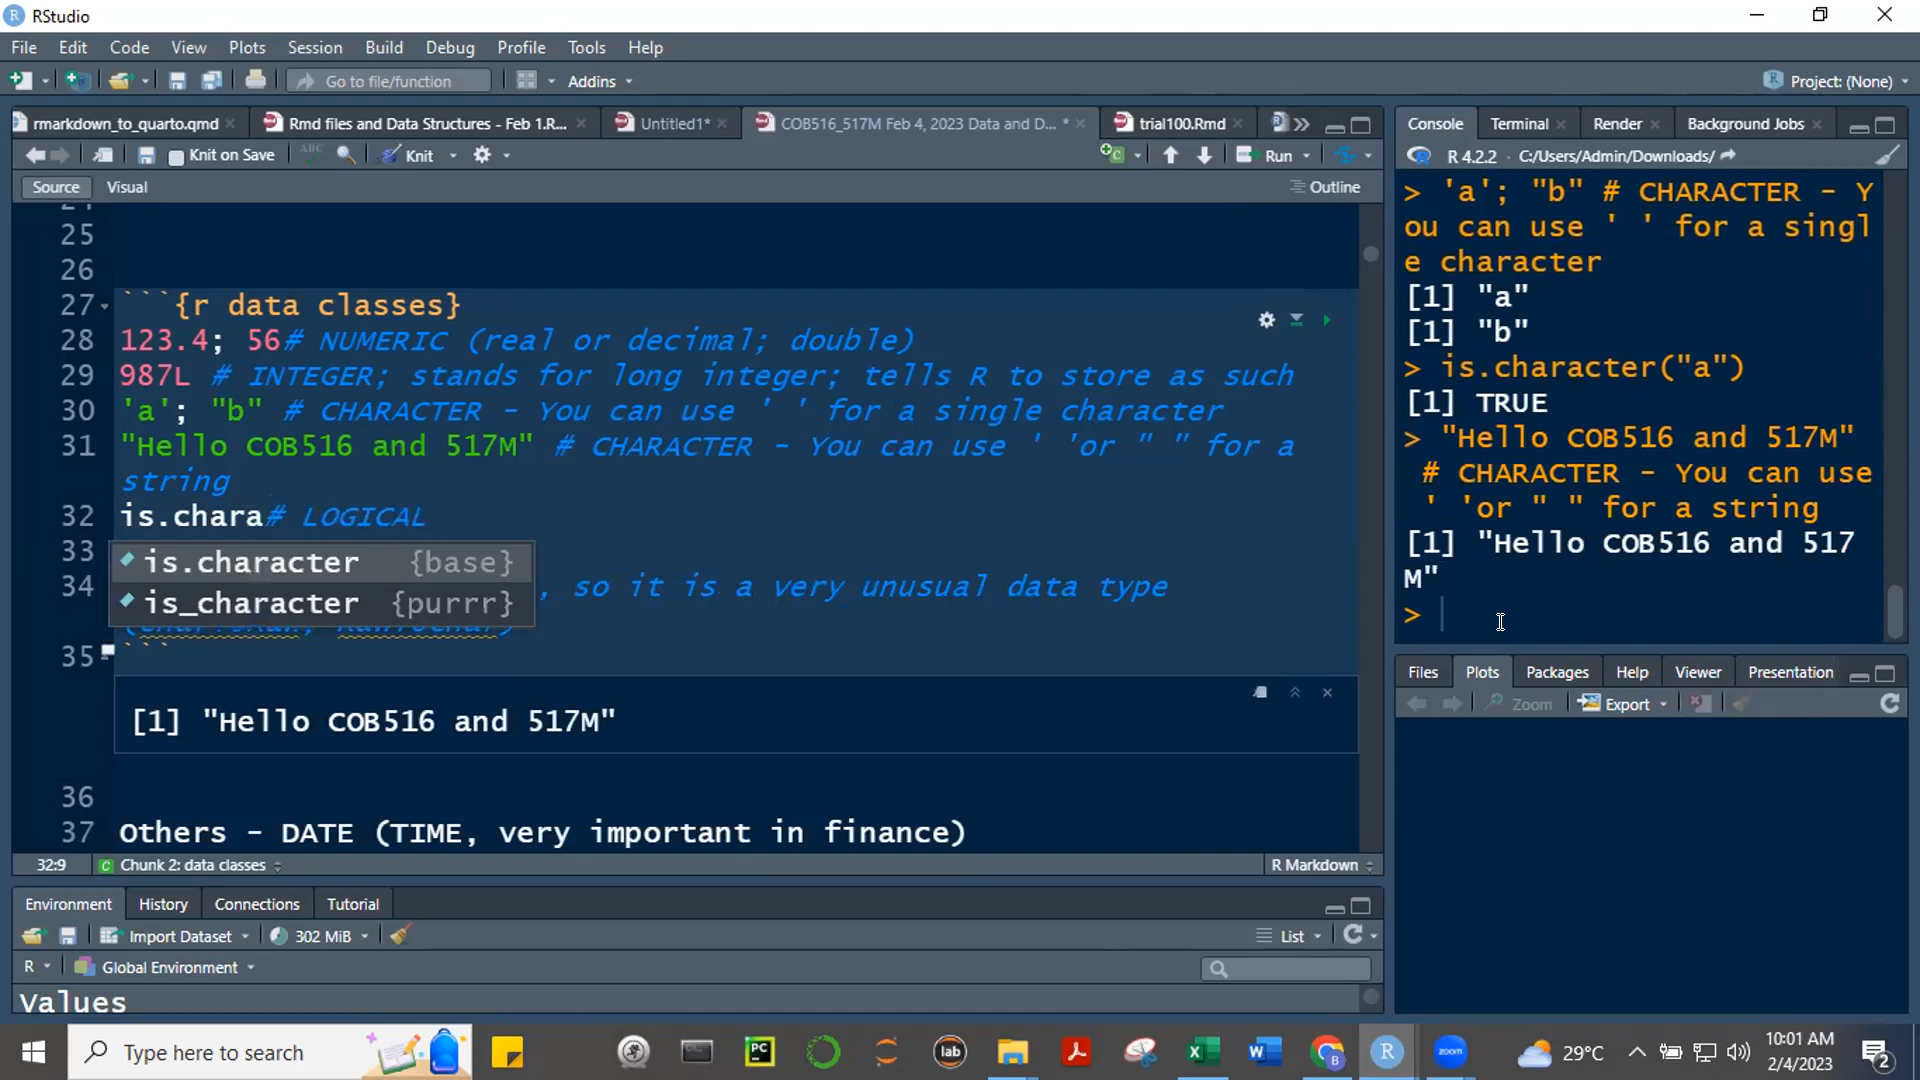 RStudio
File Edit Code View Plots Session Build Debug Profile Tools Help
Go to file/function Addins Project: (None)
rmarkdown_to_quarto.qmd Rmd files and Data Structures - Feb 1.R... Untitled1* COB516_517M Feb 4, 2023 Data and D... * trial100.Rmd
Knit on Save ABC Knit Run
Source Visual Outline
25
26
27 ```{r data classes}
28 123.4; 56# NUMERIC (real or decimal; double)
29 987L # INTEGER; stands for long integer; tells R to store as such
30 'a'; "b" # CHARACTER - You can use ' ' for a single character
31 "Hello COB516 and 517M" # CHARACTER - You can use ' 'or " " for a
string
32 is.chara# LOGICAL
33 is.character {base}
34 , so it is a very unusual data type
is_character {purrr}
35 ```
[1] "Hello COB516 and 517M"
36
37 Others - DATE (TIME, very important in finance)
32:9 Chunk 2: data classes R Markdown
Environment History Connections Tutorial
Import Dataset 302 MiB List
R Global Environment
Values
Console Terminal Render Background Jobs
R 4.2.2 · C:/Users/Admin/Downloads/
> 'a'; "b" # CHARACTER - Y
ou can use ' ' for a singl
e character
[1] "a"
[1] "b"
> is.character("a")
[1] TRUE
> "Hello COB516 and 517M"
# CHARACTER - You can use
' 'or " " for a string
[1] "Hello COB516 and 517
M"
>
Files Plots Packages Help Viewer Presentation
Zoom Export
Type here to search
PC lab zoom 29°C
10:01 AM
2/4/2023
2